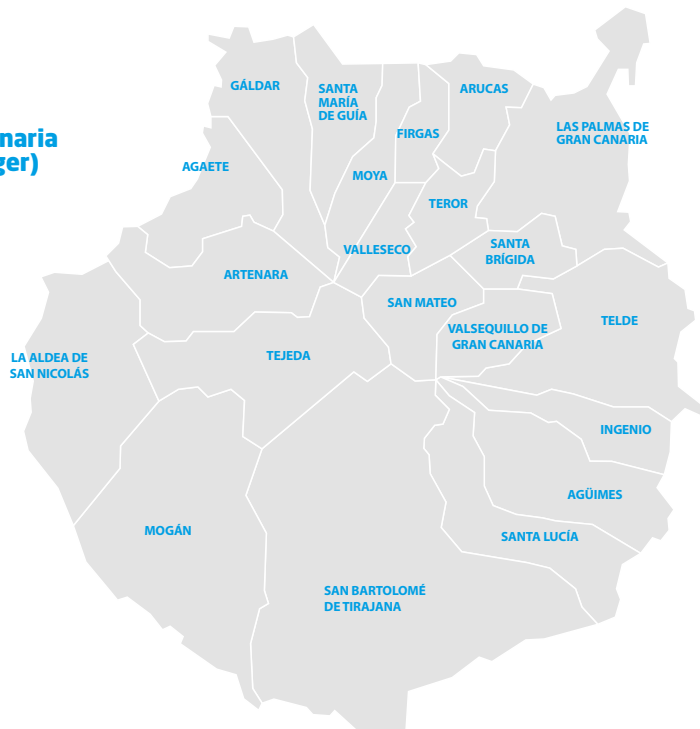 naria
ger)
GÁLDAR
SANTA
MARÍA
DE GUÍA
ARUCAS
FIRGAS
LAS PALMAS DE
GRAN CANARIA
AGAETE
MOYA
TEROR
VALLESECO
SANTA
BRÍGIDA
ARTENARA
SAN MATEO
VALSEQUILLO DE
GRAN CANARIA
TELDE
LA ALDEA DE
SAN NICOLÁS
TEJEDA
INGENIO
AGÜIMES
MOGÁN
SANTA LUCÍA
SAN BARTOLOMÉ
DE TIRAJANA